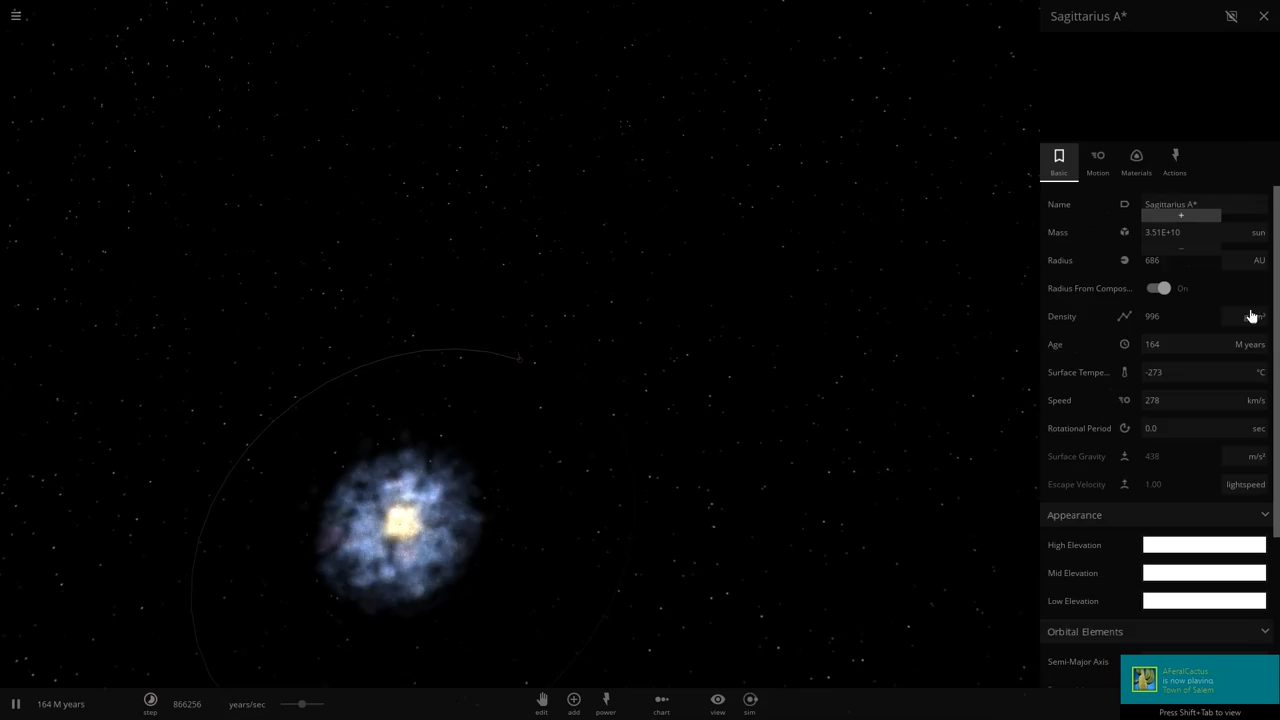 Sagittarius A*
Basic
Motion
Materials
Actions
Name Sagittarius A*
+
Mass 3.51E+10 sun
–
Radius 686 AU
Radius From Compos... On
Density 996
Age 164 M years
Surface Tempe... -273 °C
Speed 278 km/s
Rotational Period 0.0 sec
Surface Gravity 438 m/s²
Escape Velocity 1.00 lightspeed
Appearance
High Elevation
Mid Elevation
Low Elevation
Orbital Elements
Semi-Major Axis
AFeralCactus
is now playing
Town of Salem
Press Shift+Tab to view
164 M years
step
866256 years/sec
edit
add
power
chart
view
sim